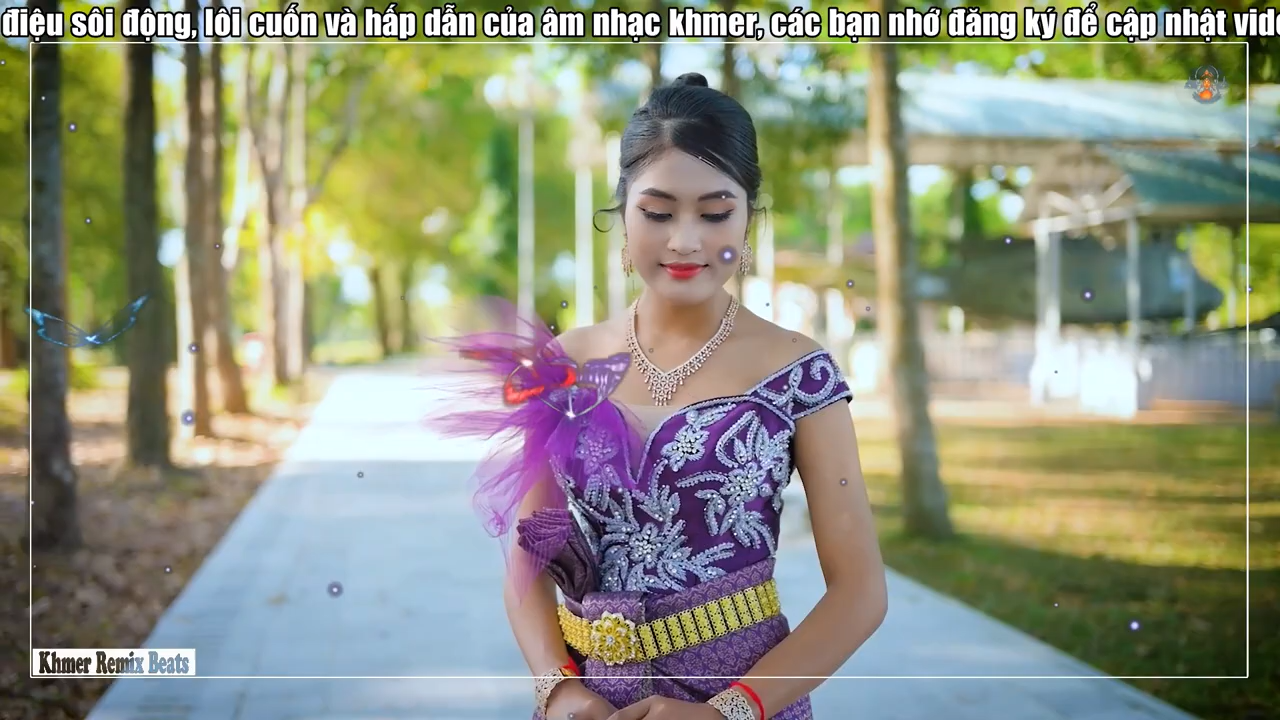 điệu sôi động, lôi cuốn và hấp dẫn của âm nhạc khmer, các bạn nhớ đăng ký để cập nhật vide
Khmer Remix Beats